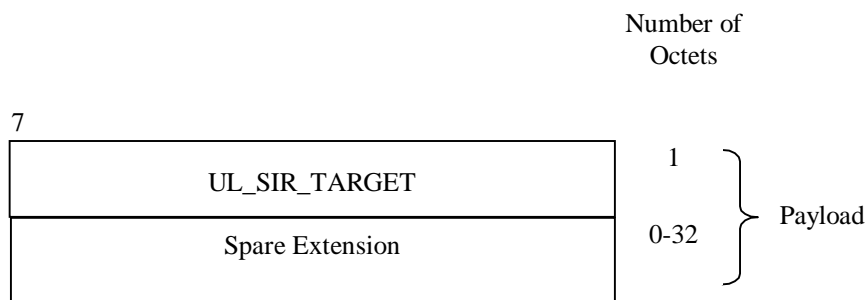 Number of
Octets
7
UL_SIR_TARGET
1
Spare Extension
0-32
Payload